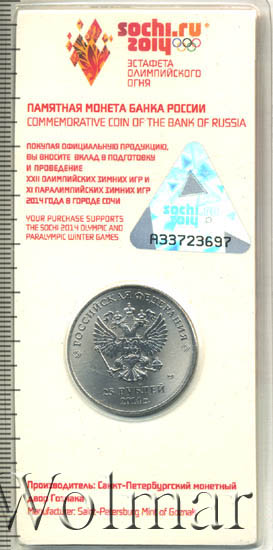 sochi.ru
2014
ЭСТАФЕТА
ОЛИМПИЙСКОГО
ОГНЯ
ПАМЯТНАЯ МОНЕТА БАНКА РОССИИ
COMMEMORATIVE COIN OF THE BANK OF RUSSIA
ПОКУПАЯ ОФИЦИАЛЬНУЮ ПРОДУКЦИЮ,
ВЫ ВНОСИТЕ ВКЛАД В ПОДГОТОВКУ
И ПРОВЕДЕНИЕ
XXII ОЛИМПИЙСКИХ ЗИМНИХ ИГР И
XI ПАРАЛИМПИЙСКИХ ЗИМНИХ ИГР
2014 ГОДА В ГОРОДЕ СОЧИ
YOUR PURCHASE SUPPORTS
THE SOCHI 2014 OLYMPIC AND
PARALYMPIC WINTER GAMES
sochi
2014
A33723697
РОССИЙСКАЯ ФЕДЕРАЦИЯ
25 РУБЛЕЙ
2014 г.
Производитель: Санкт-Петербургский монетный
двор Гознака
Manufacturer: Saint-Petersburg Mint of Goznak
Wolmar